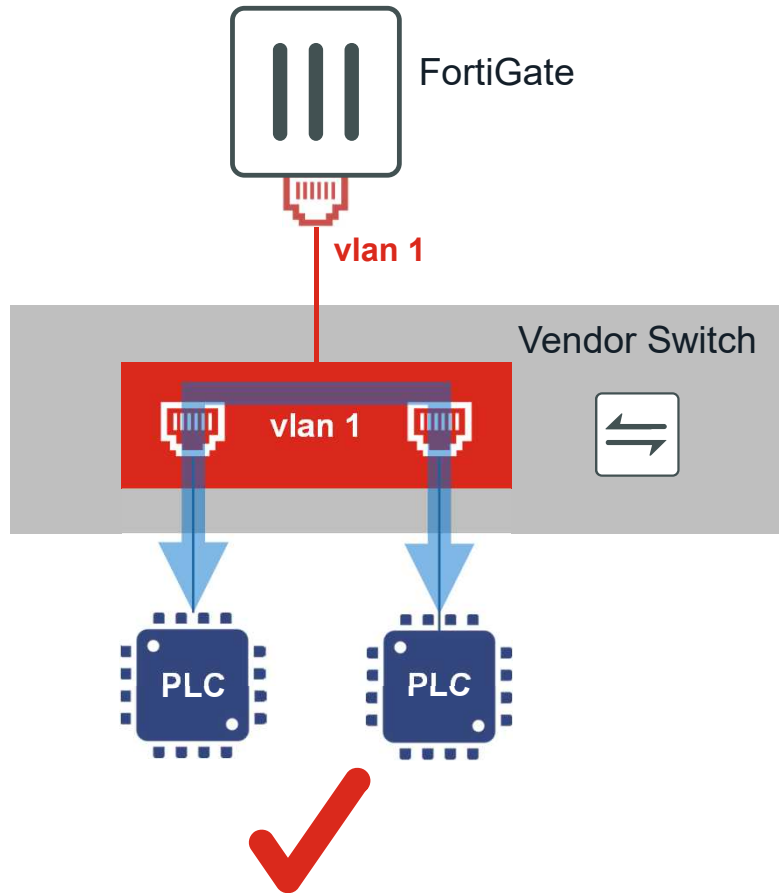 FortiGate
vlan 1
Vendor Switch
vlan 1
PLC
PLC